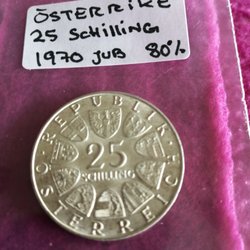 ÖSTERRIKE
25 Schilling
1970 JUB 80%
REPUBLIK
25
SCHILLING
ÖSTERREICH